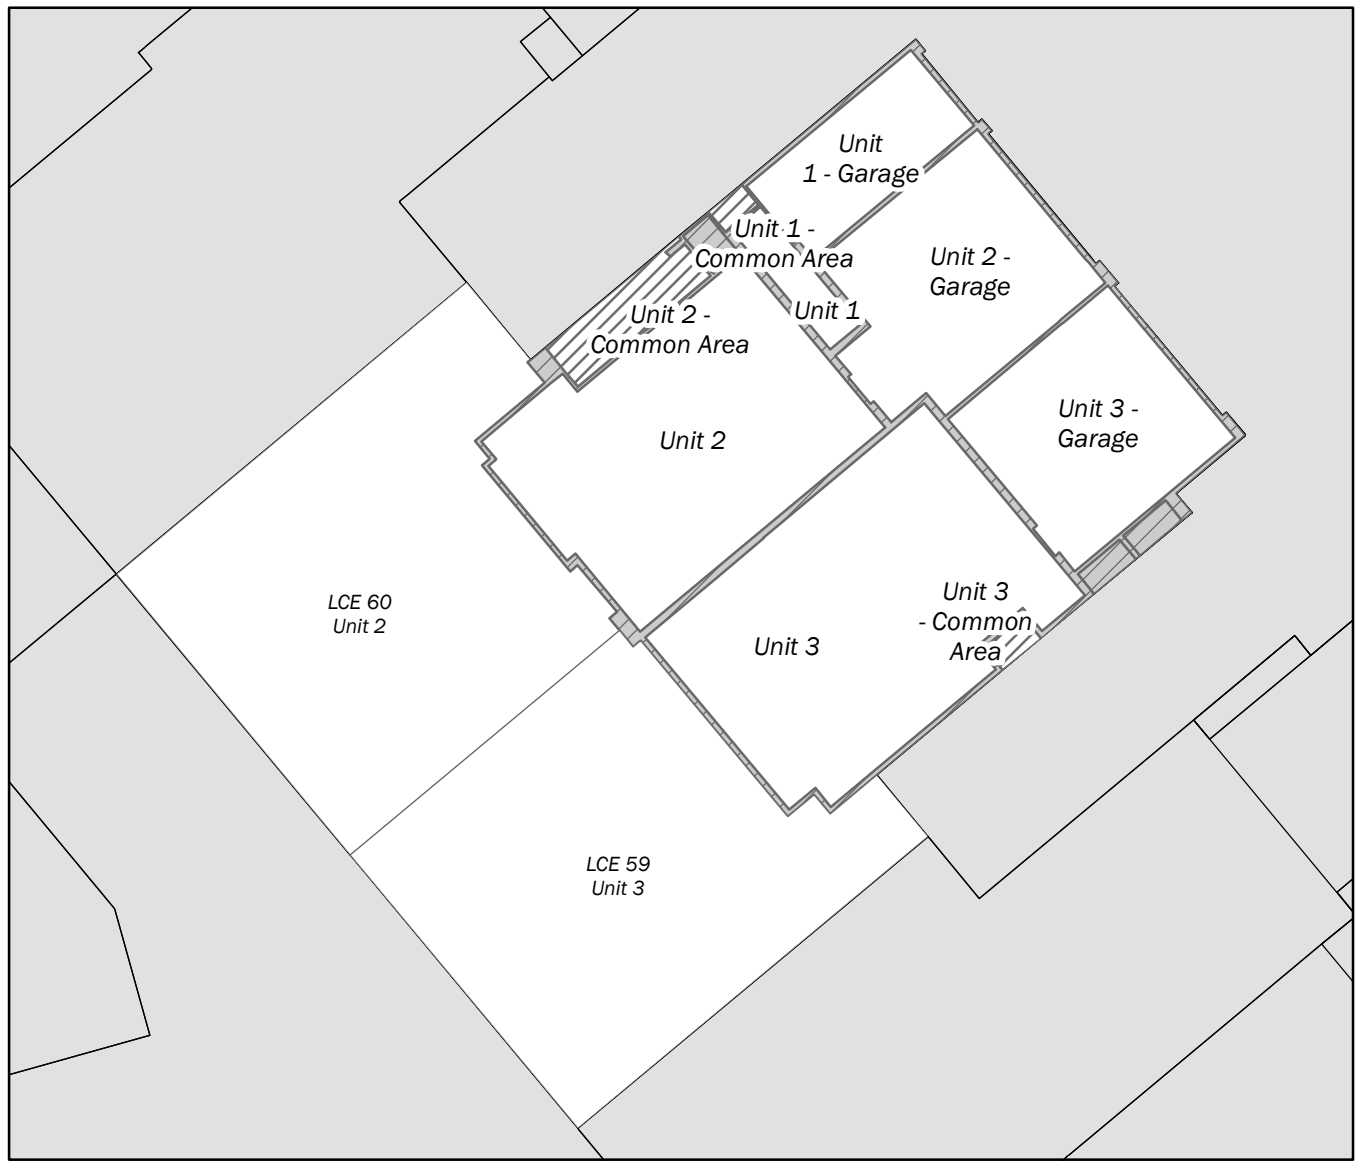 Unit
1 - Garage
Unit 1 -
Common Area
Unit 2 -
Garage
Unit 1
Unit 2 -
Common Area
Unit 2
Unit 3 -
Garage
Unit 3
- Common
Area
Unit 3
LCE 60
Unit 2
LCE 59
Unit 3